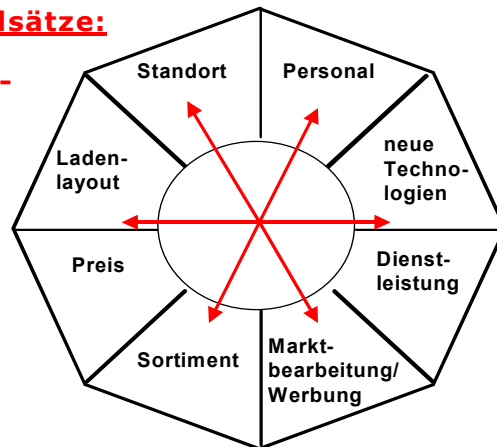 lsätze:
-
Standort
Personal
Laden-
layout
neue
Techno-
logien
Preis
Dienst-
leistung
Sortiment
Markt-
bearbeitung/
Werbung